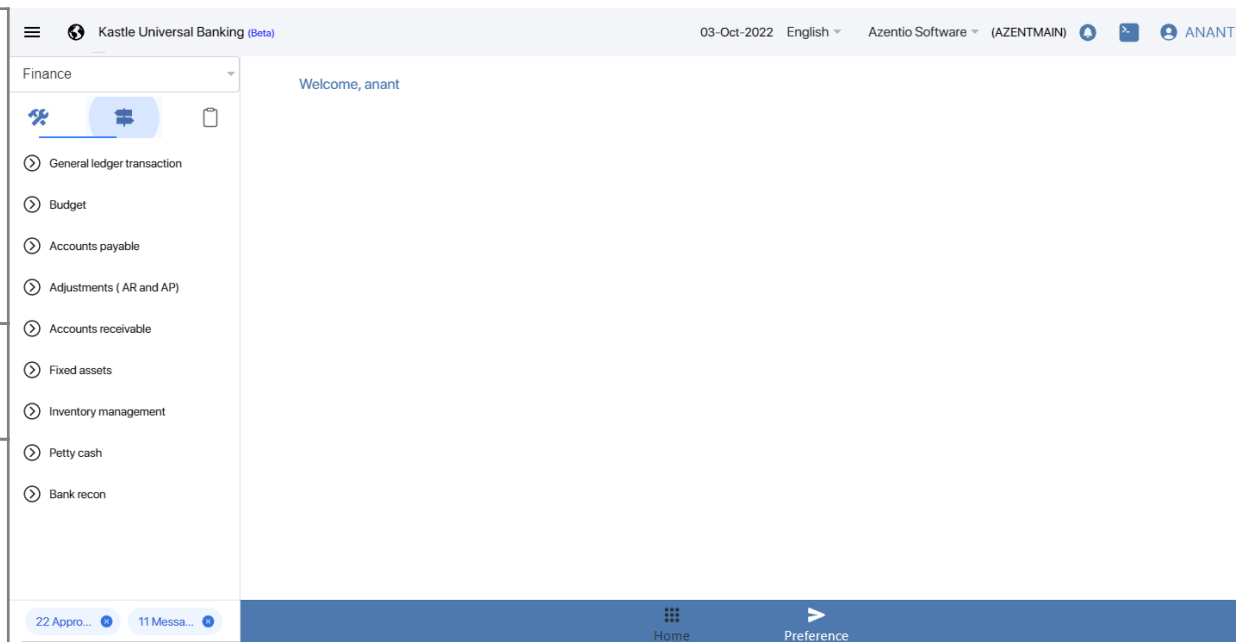 Kastle Universal Banking (Beta) 03-Oct-2022 English Azentio Software (AZENTMAIN) ANANT
Finance
Welcome, anant
General ledger transaction
Budget
Accounts payable
Adjustments ( AR and AP)
Accounts receivable
Fixed assets
Inventory management
Petty cash
Bank recon
22 Appro... 11 Messa...
Home Preference